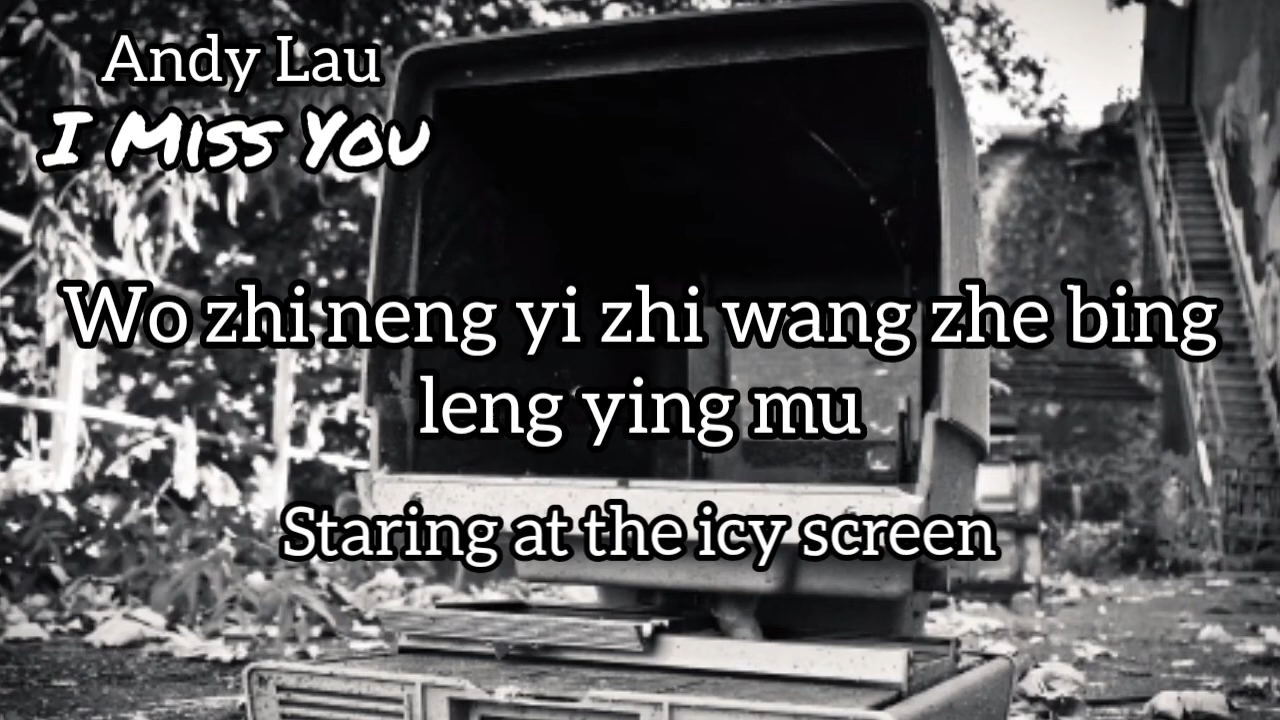 Andy Lau
I Miss You
Wo zhi neng yi zhi wang zhe bing
leng ying mu
Staring at the icy screen